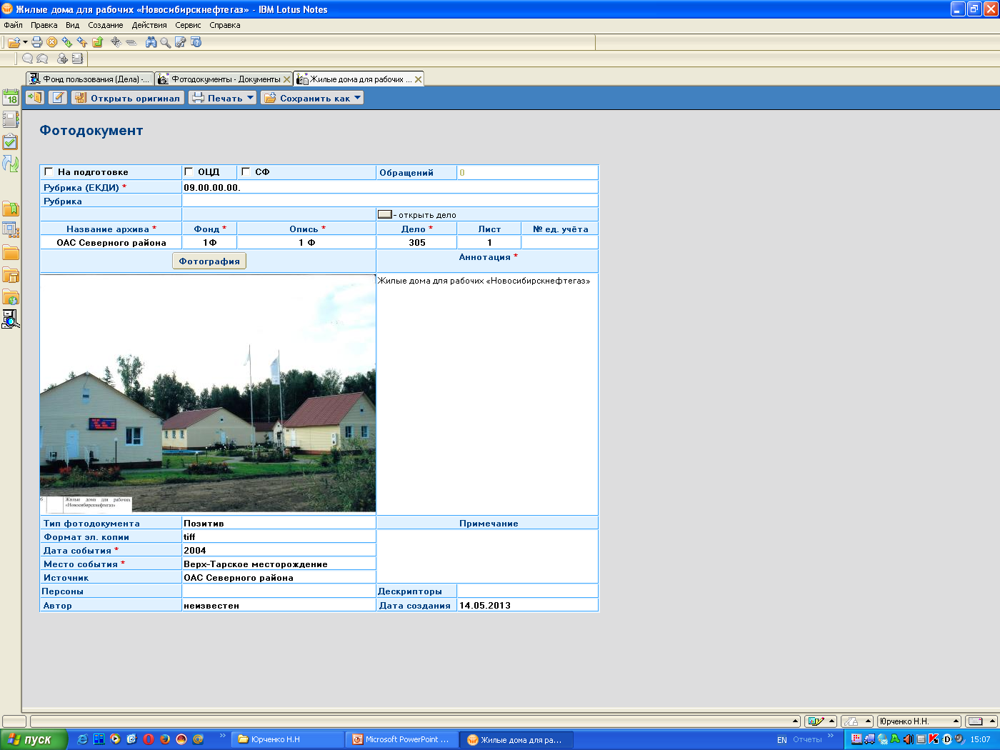 Жилые дома для рабочих «Новосибирскнефтегаз» - IBM Lotus Notes
Файл Правка Вид Создание Действия Сервис Справка
Фонд пользования (Дела) -... Фотодокументы - Документы Жилые дома для рабочих ...
18 Открыть оригинал Печать Сохранить как
Фотодокумент
На подготовке ОЦД СФ Обращений 0
Рубрика (ЕКДИ) * 09.00.00.00.
Рубрика
- открыть дело
Название архива * Фонд * Опись * Дело * Лист № ед. учёта
ОАС Северного района 1Ф 1 Ф 305 1
Фотография Аннотация *
Жилые дома для рабочих «Новосибирскнефтегаз»
Жилые дома для рабочих
«Новосибирскнефтегаз»
Тип фотодокумента Позитив Примечание
Формат эл. копии tiff
Дата события * 2004
Место события * Верх-Тарское месторождение
Источник ОАС Северного района
Персоны Дескрипторы
Автор неизвестен Дата создания 14.05.2013
Юрченко Н.Н.
пуск Юрченко Н.Н Microsoft PowerPoint ... Жилые дома для ра... EN Отчеты 15:07